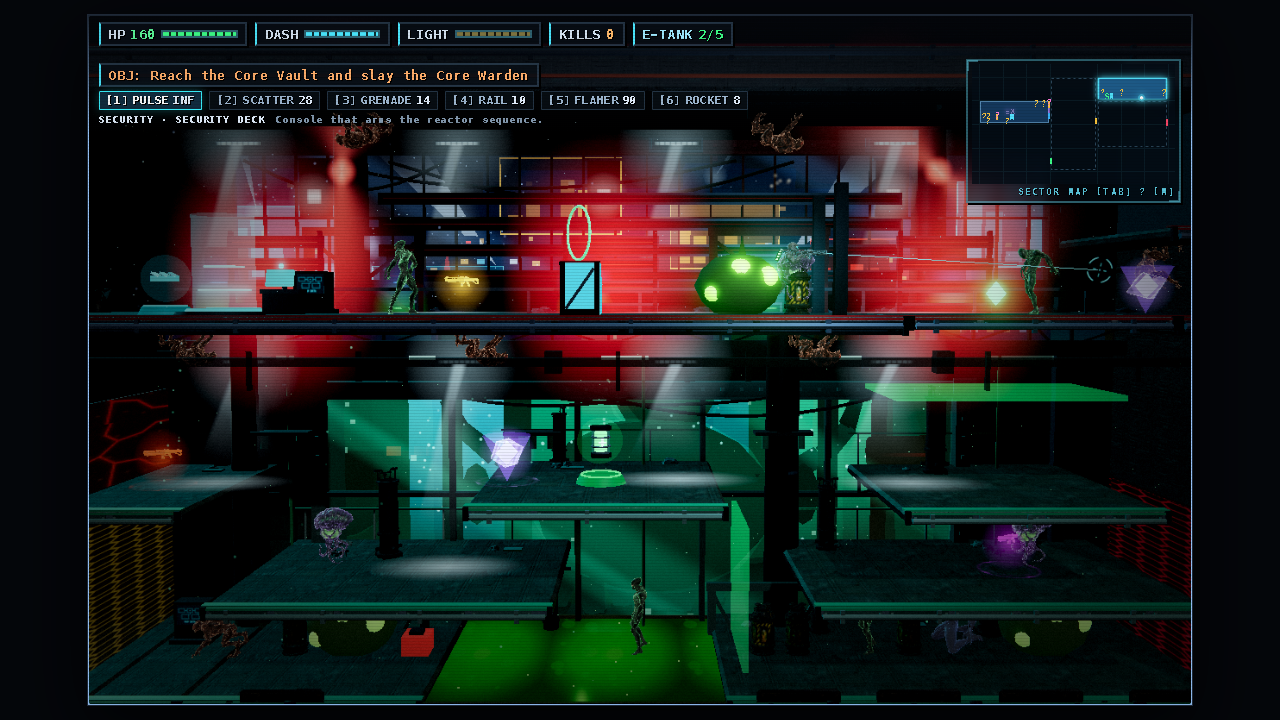 HP 160
DASH
LIGHT
KILLS 0
E-TANK 2/5
OBJ: Reach the Core Vault and slay the Core Warden
[1] PULSE INF
[2] SCATTER 28
[3] GRENADE 14
[4] RAIL 10
[5] FLAMER 90
[6] ROCKET 8
SECURITY · SECURITY DECK Console that arms the reactor sequence.
SECTOR MAP [TAB] ? [M]